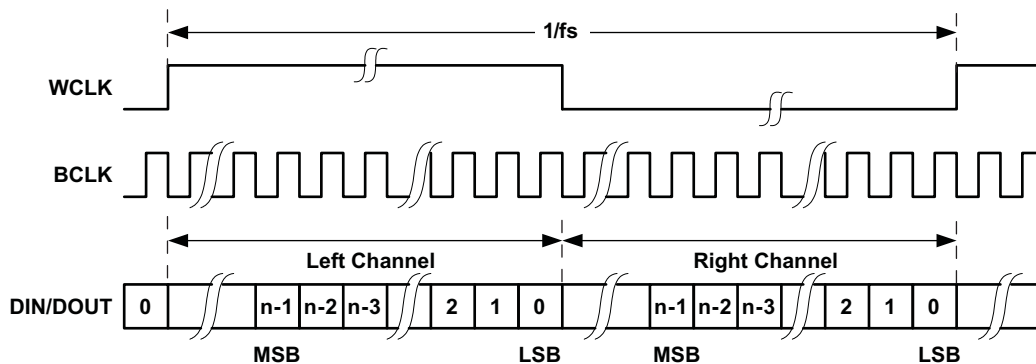 1/fs
WCLK
BCLK
Left Channel Right Channel
DIN/DOUT 0 n-1 n-2 n-3 2 1 0 n-1 n-2 n-3 2 1 0
MSB LSB MSB LSB